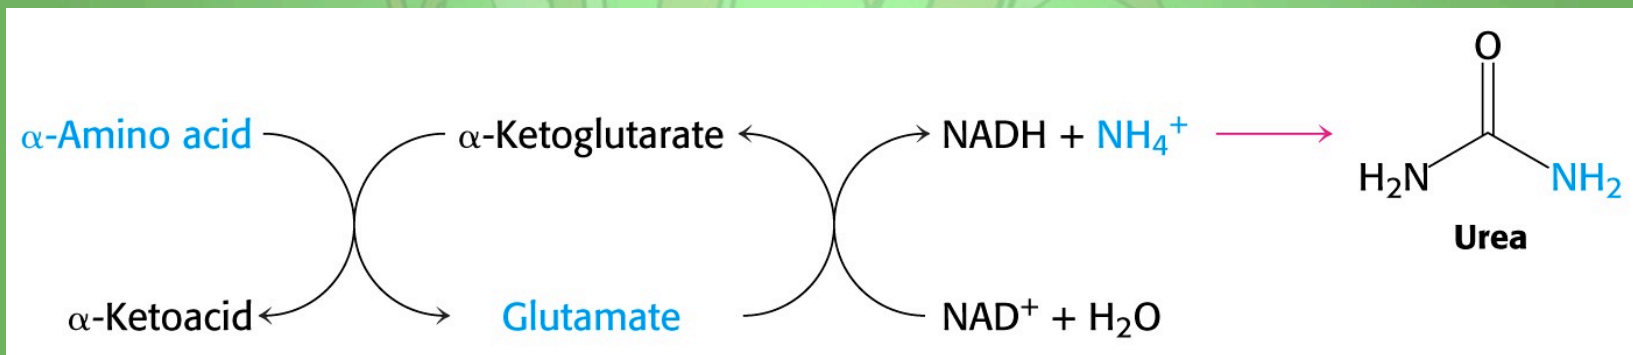 O
α-Amino acid α-Ketoglutarate NADH + NH₄⁺
H₂N NH₂
Urea
α-Ketoacid Glutamate NAD⁺ + H₂O